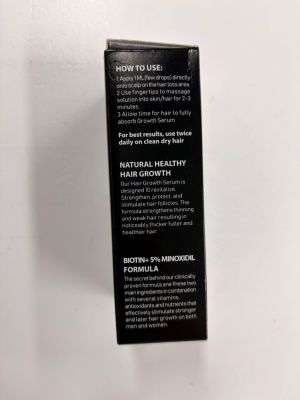 HOW TO USE:
1 Apply 1ML (few drops) directly
onto scalp on the hair loss area.
2 Use fingertips to massage
solution into skin/hair for 2-3
minutes.
3 Allow time for hair to fully
absorb Growth Serum
For best results, use twice
daily on clean dry hair
NATURAL HEALTHY
HAIR GROWTH
Our Hair Growth Serum is
designed 10 revitalize.
Strengthen. protect. and
stimulate hair follicles. The
formula strengthens thinning
and weak hair resulting in
noticeably thicker fuller and
healthier hair
BIOTIN+ 5% MINOXIDIL
FORMULA
The secret behind our clinically
proven formula ane these two
main ingredients in combination
with several vitamins.
antioxidants and nutrients that
effectively stimulate stronger
and later hair growth on both
men and women.